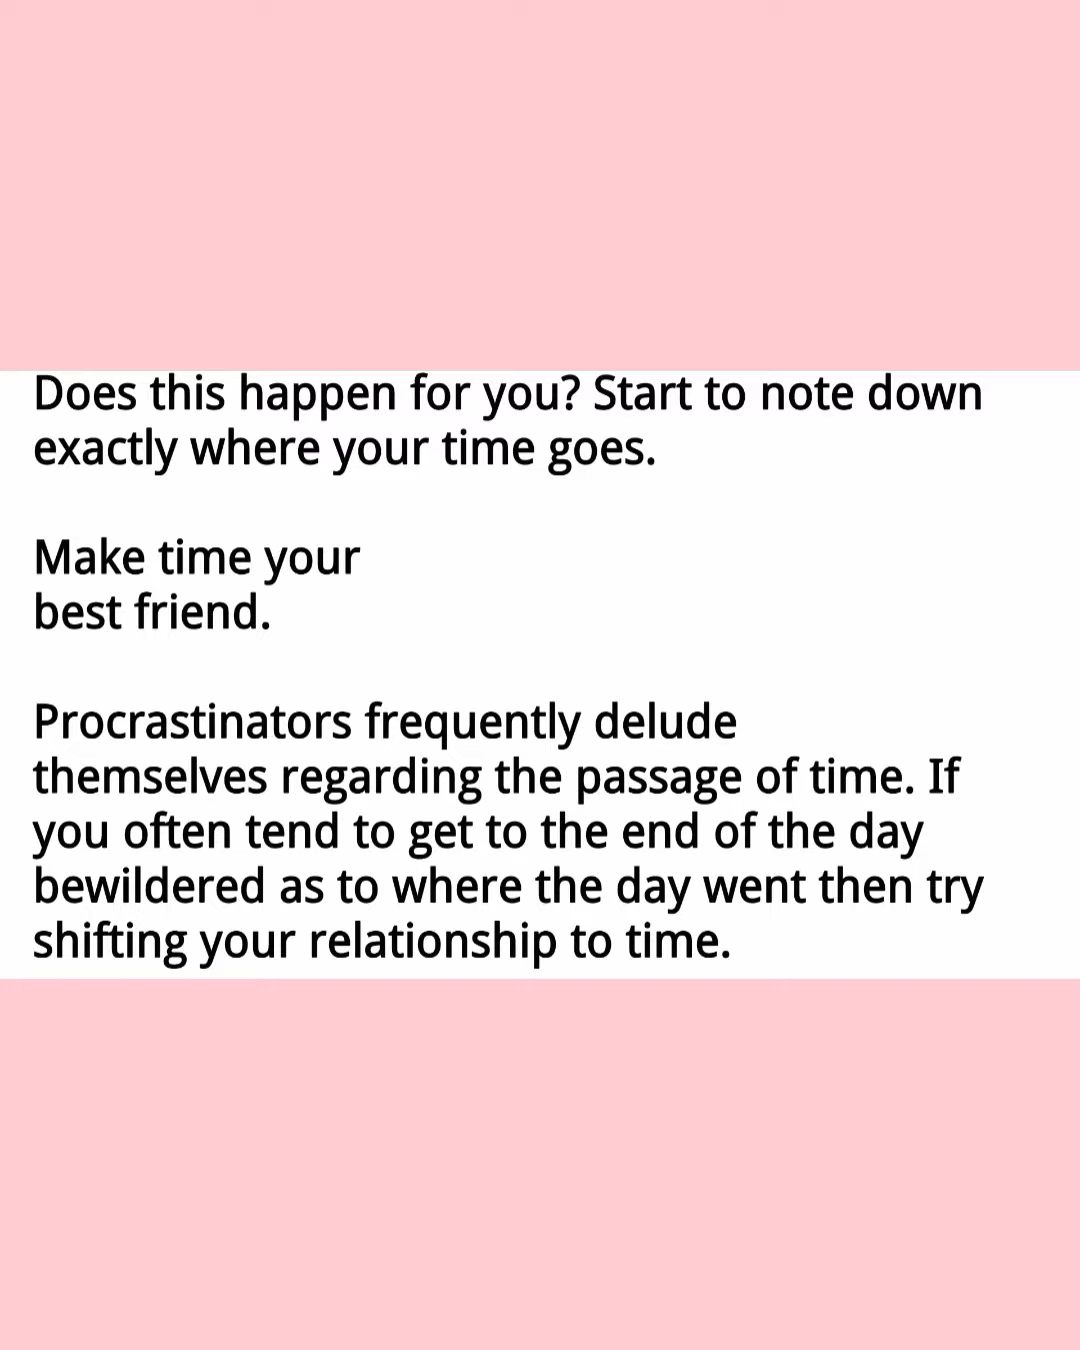 Does this happen for you? Start to note down
exactly where your time goes.
Make time your
best friend.
Procrastinators frequently delude
themselves regarding the passage of time. If
you often tend to get to the end of the day
bewildered as to where the day went then try
shifting your relationship to time.